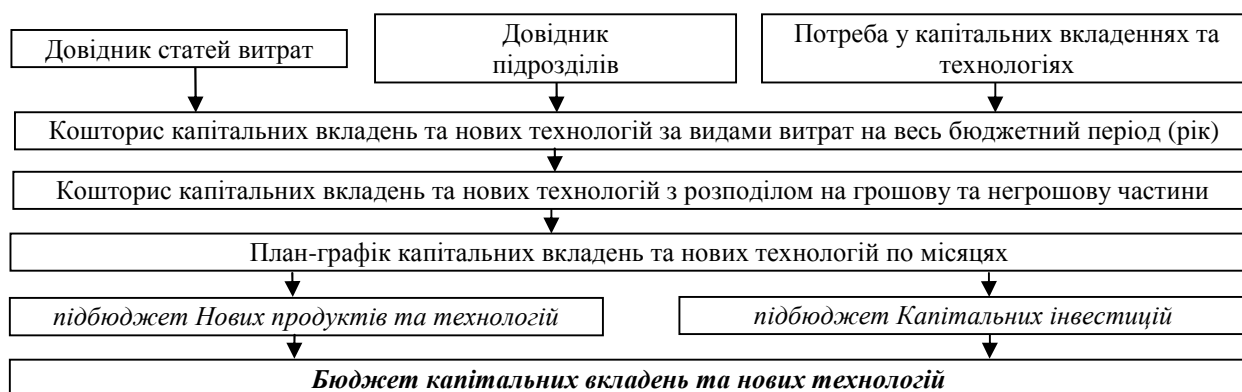 Довідник статей витрат
Довідник
підрозділів
Потреба у капітальних вкладеннях та
технологіях
Кошторис капітальних вкладень та нових технологій за видами витрат на весь бюджетний період (рік)
Кошторис капітальних вкладень та нових технологій з розподілом на грошову та негрошову частини
План-графік капітальних вкладень та нових технологій по місяцях
підбюджет Нових продуктів та технологій
підбюджет Капітальних інвестицій
Бюджет капітальних вкладень та нових технологій